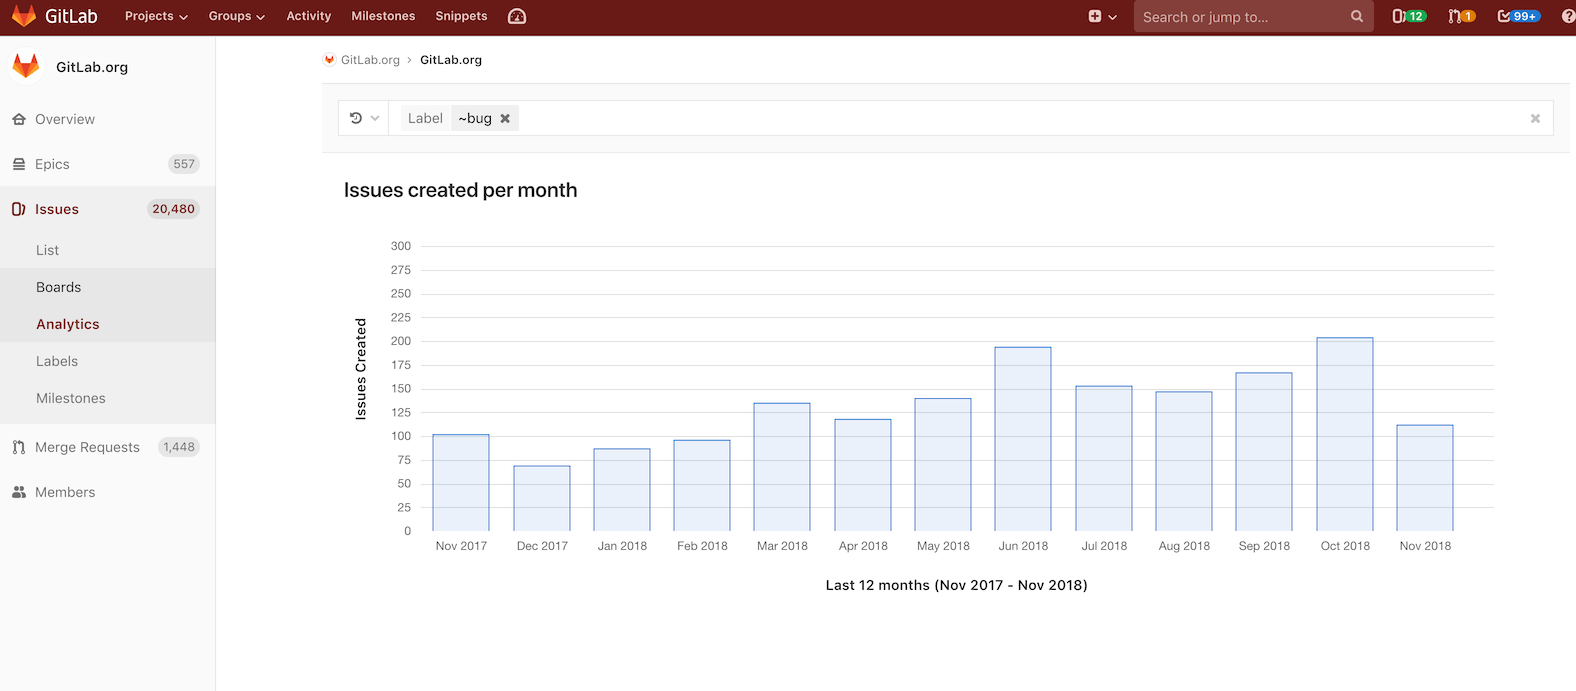 GitLab Projects Groups Activity Milestones Snippets Search or jump to... 12 1 99+ ?
GitLab.org
GitLab.org › GitLab.org
Label ~bug
Overview
Epics 557
Issues 20,480
List
Boards
Analytics
Labels
Milestones
Merge Requests 1,448
Members
Issues created per month
Issues Created
300
275
250
225
200
175
150
125
100
75
50
25
0
Nov 2017 Dec 2017 Jan 2018 Feb 2018 Mar 2018 Apr 2018 May 2018 Jun 2018 Jul 2018 Aug 2018 Sep 2018 Oct 2018 Nov 2018
Last 12 months (Nov 2017 - Nov 2018)